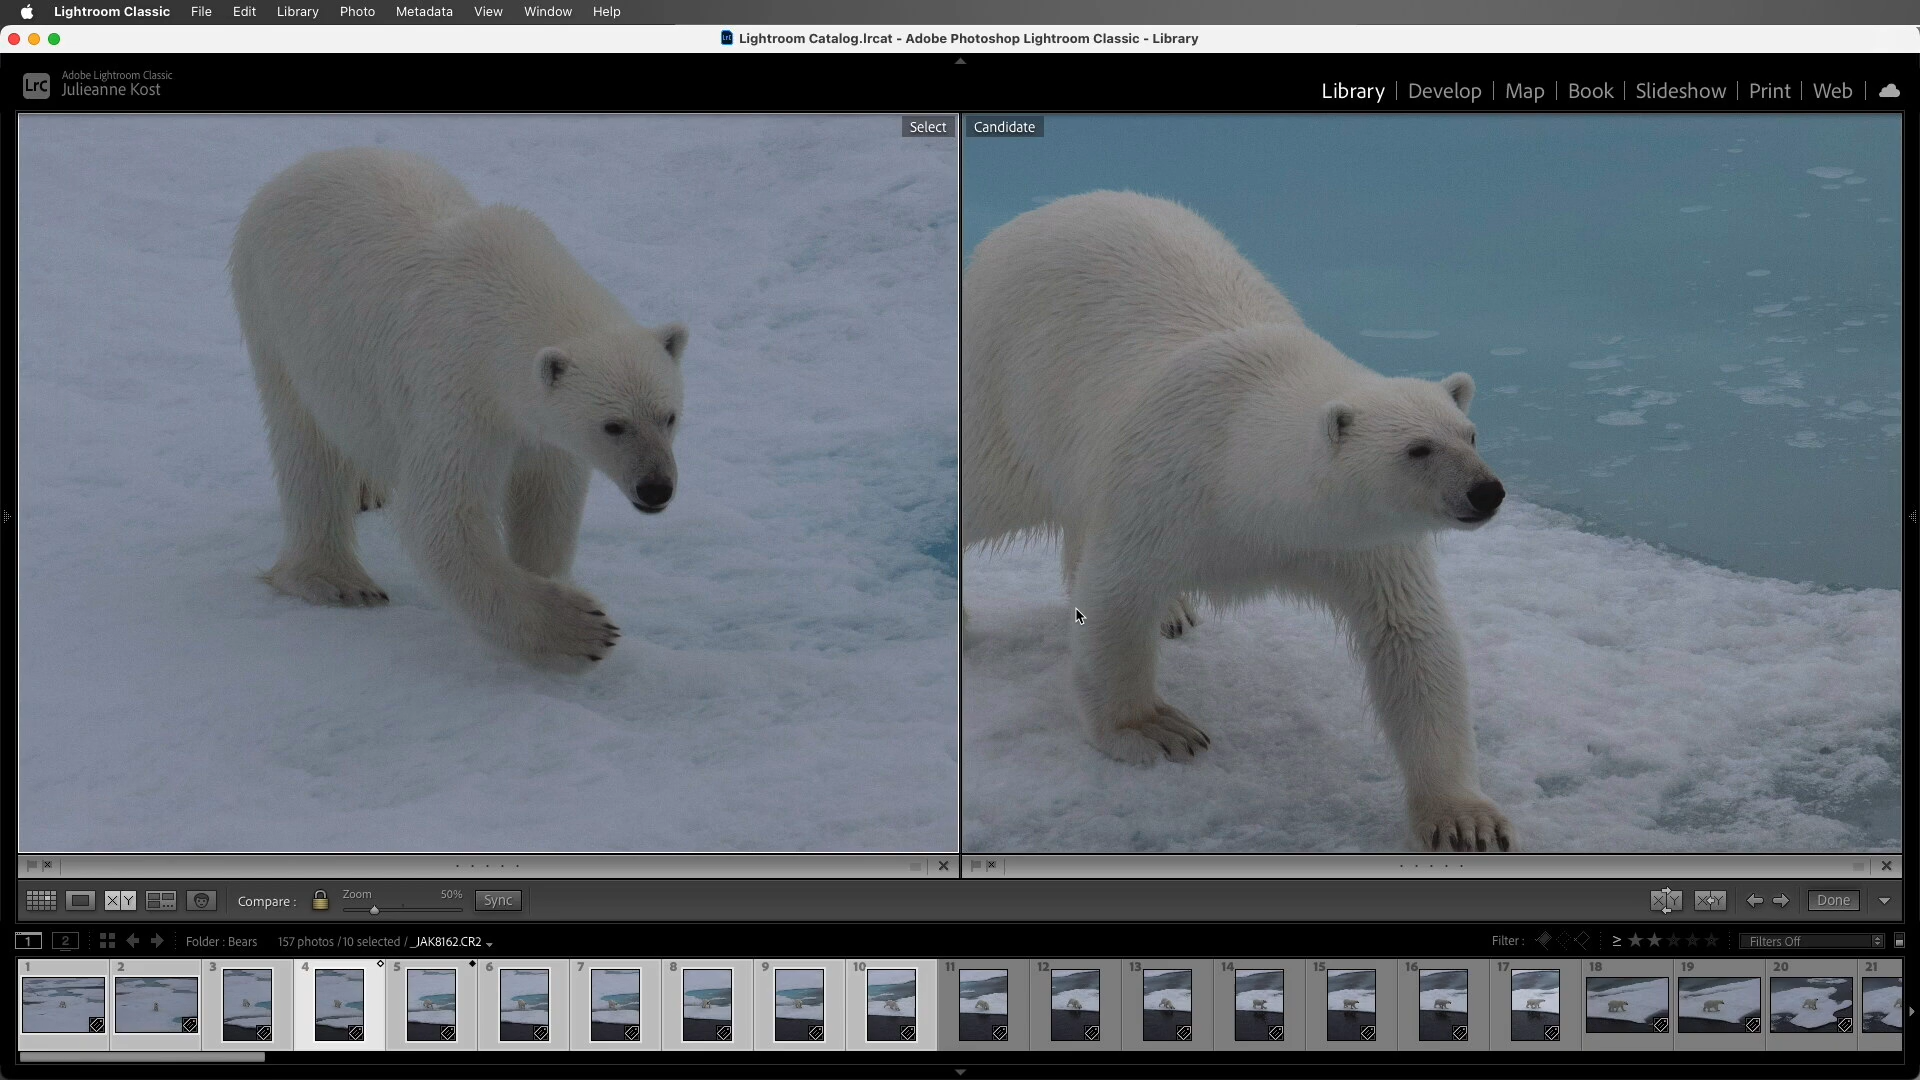 Lightroom Classic File Edit Library Photo Metadata View Window Help
Lightroom Catalog.lrcat - Adobe Photoshop Lightroom Classic - Library
LrC
Adobe Lightroom Classic
Julieanne Kost
Library | Develop | Map | Book | Slideshow | Print | Web
Select
Candidate
X Y
Compare :
Zoom
50%
Sync
Done
1
2
Folder : Bears
157 photos / 10 selected / _JAK8162.CR2
Filter :
≥
Filters Off
1 2 3 4 5 6 7 8 9 10 11 12 13 14 15 16 17 18 19 20 21